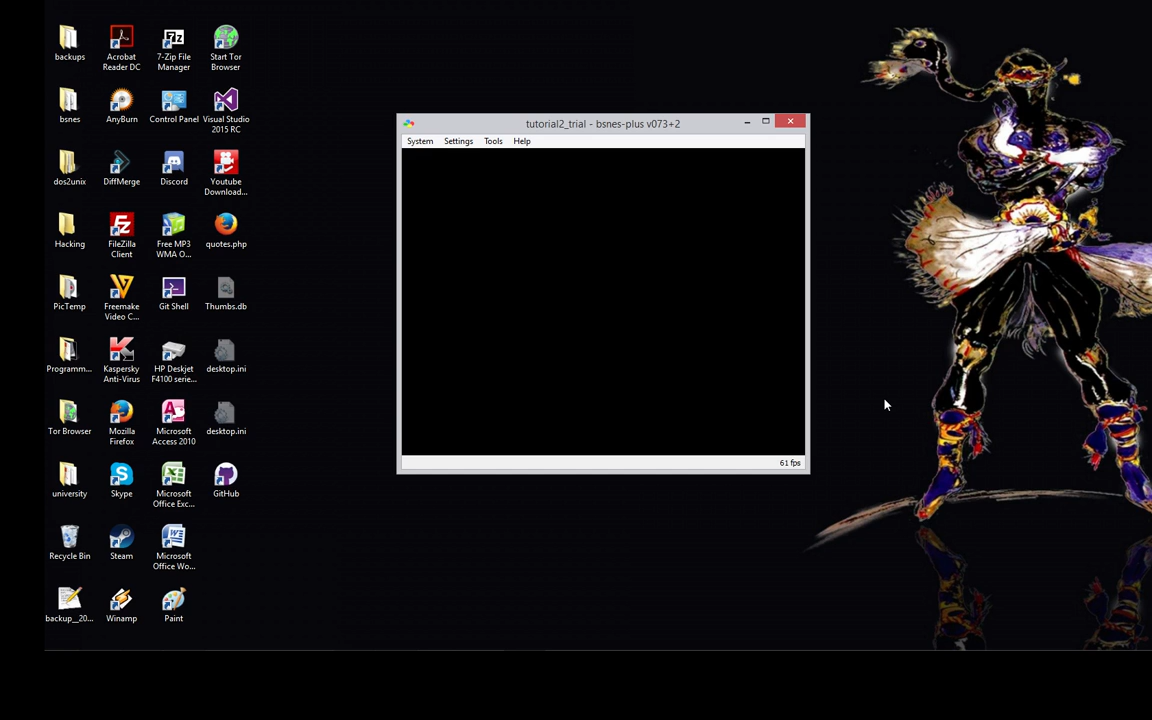 backups
Acrobat
Reader DC
7-Zip File
Manager
Start Tor
Browser
bsnes
AnyBurn
Control Panel
Visual Studio
2015 RC
dos2unix
DiffMerge
Discord
Youtube
Download...
Hacking
FileZilla
Client
Free MP3
WMA O...
quotes.php
PicTemp
Freemake
Video C...
Git Shell
Thumbs.db
Programm...
Kaspersky
Anti-Virus
HP Deskjet
F4100 serie...
desktop.ini
Tor Browser
Mozilla
Firefox
Microsoft
Access 2010
desktop.ini
university
Skype
Microsoft
Office Exc...
GitHub
Recycle Bin
Steam
Microsoft
Office Wo...
backup_20...
Winamp
Paint
tutorial2_trial - bsnes-plus v073+2
System Settings Tools Help
61 fps